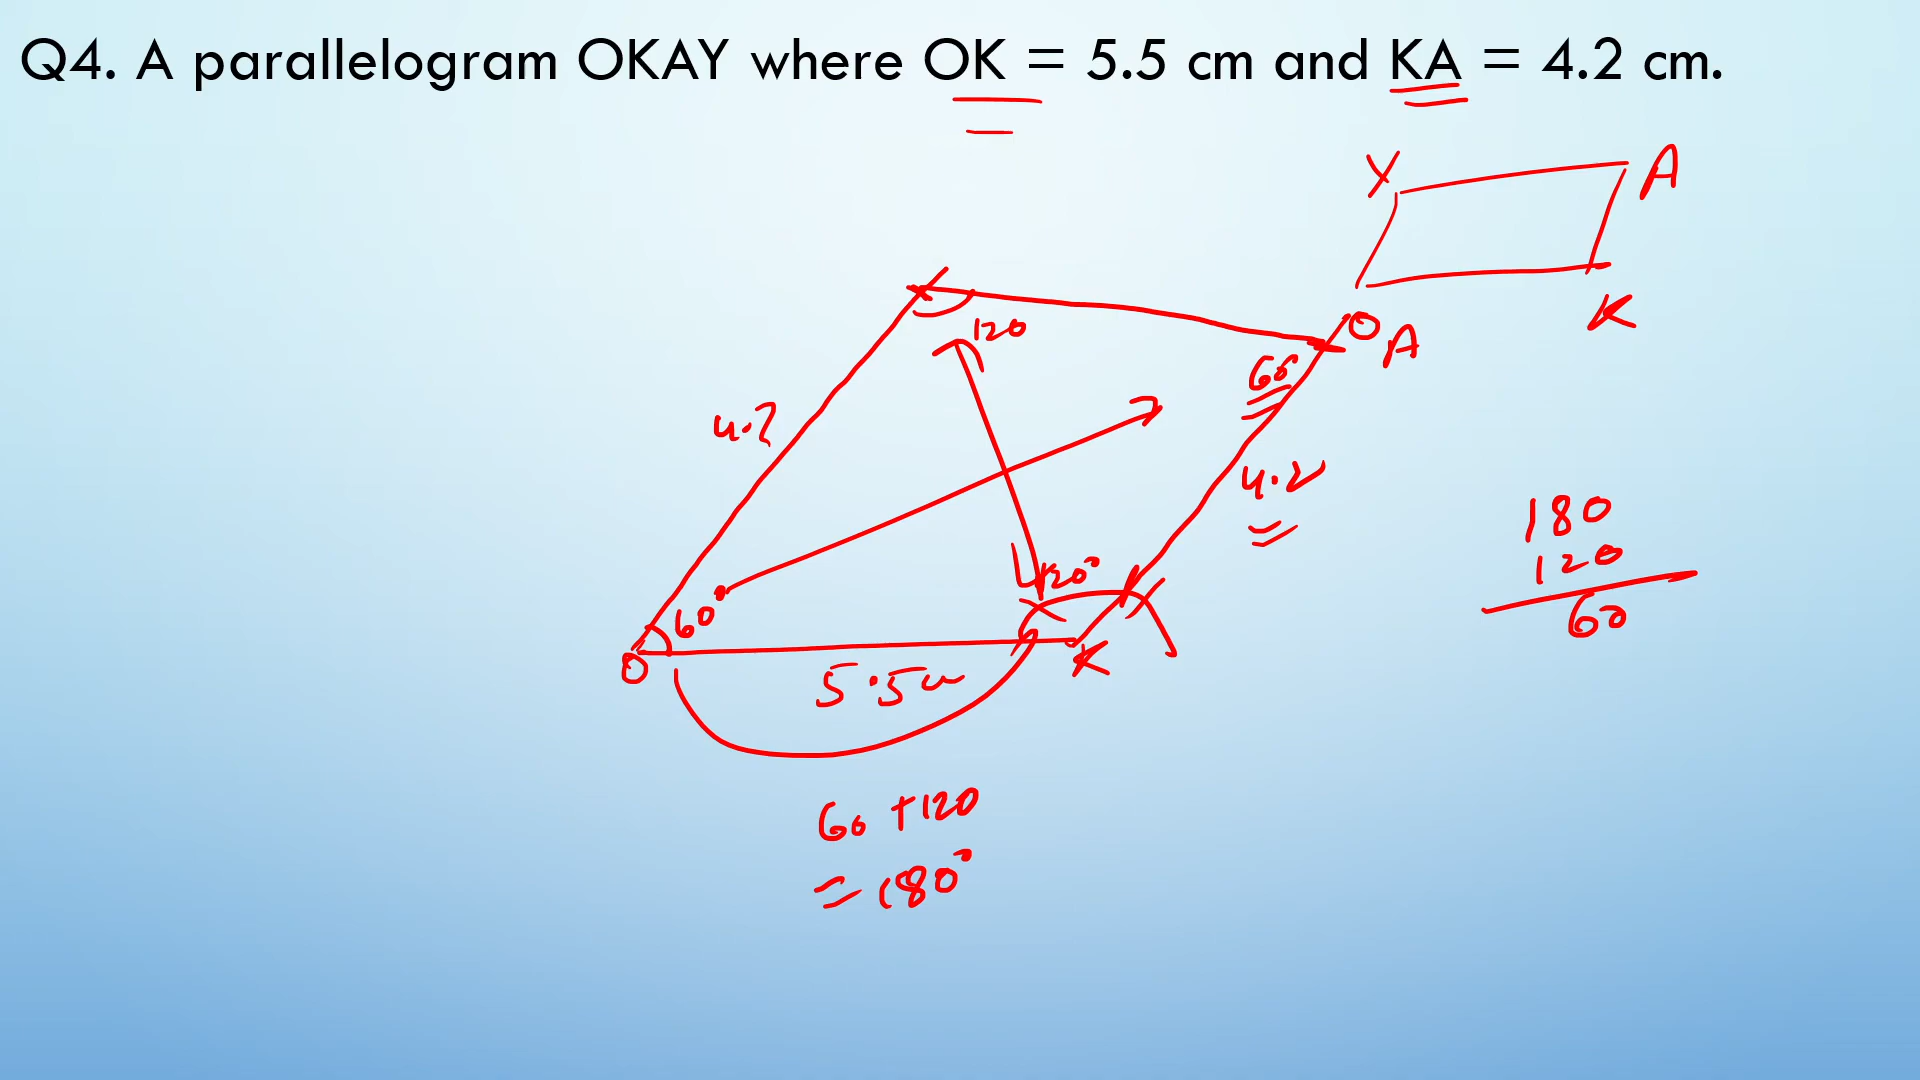 Q4. A parallelogram OKAY where OK = 5.5 cm and KA = 4.2 cm.
Y
A
K
O
A
120
60°
4.2
4.2
180
120
60
120°
60°
O
K
5.5cm
60 + 120
= 180°